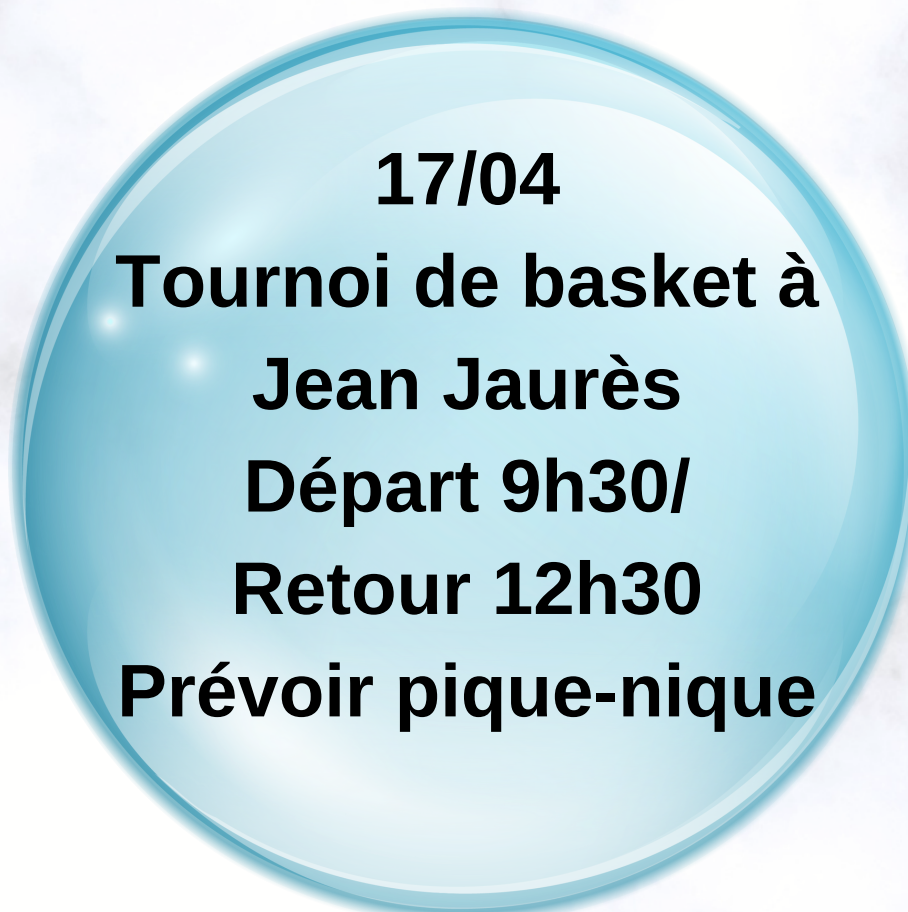 17/04
Tournoi de basket à
Jean Jaurès
Départ 9h30/
Retour 12h30
Prévoir pique-nique